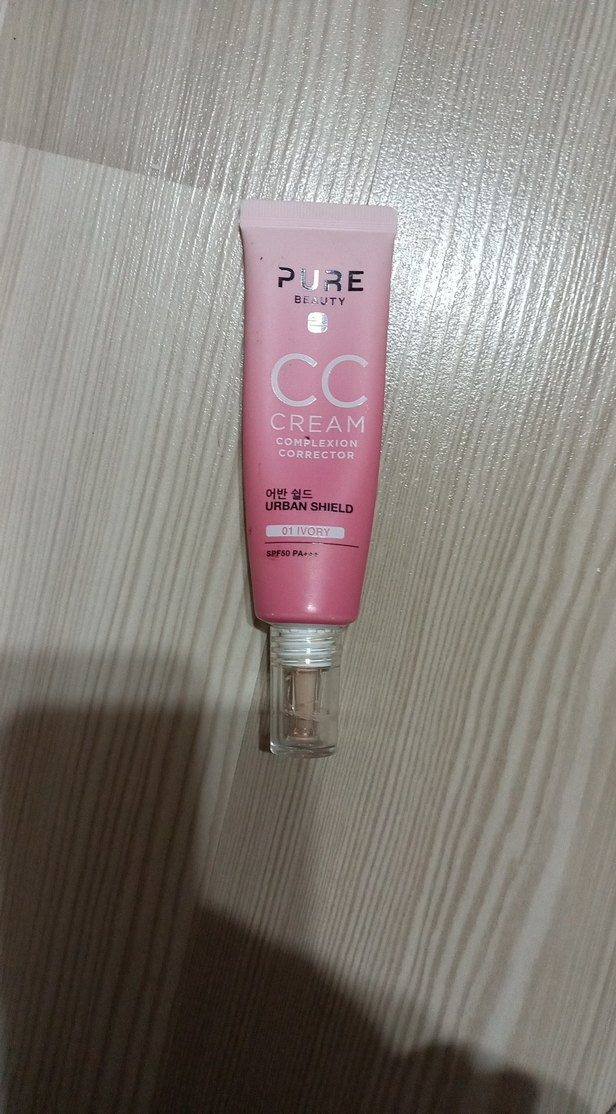 PURE
BEAUTY
CC
CREAM
COMPLEXION
CORRECTOR
어반 쉴드
URBAN SHIELD
01 IVORY
SPF50 PA+++